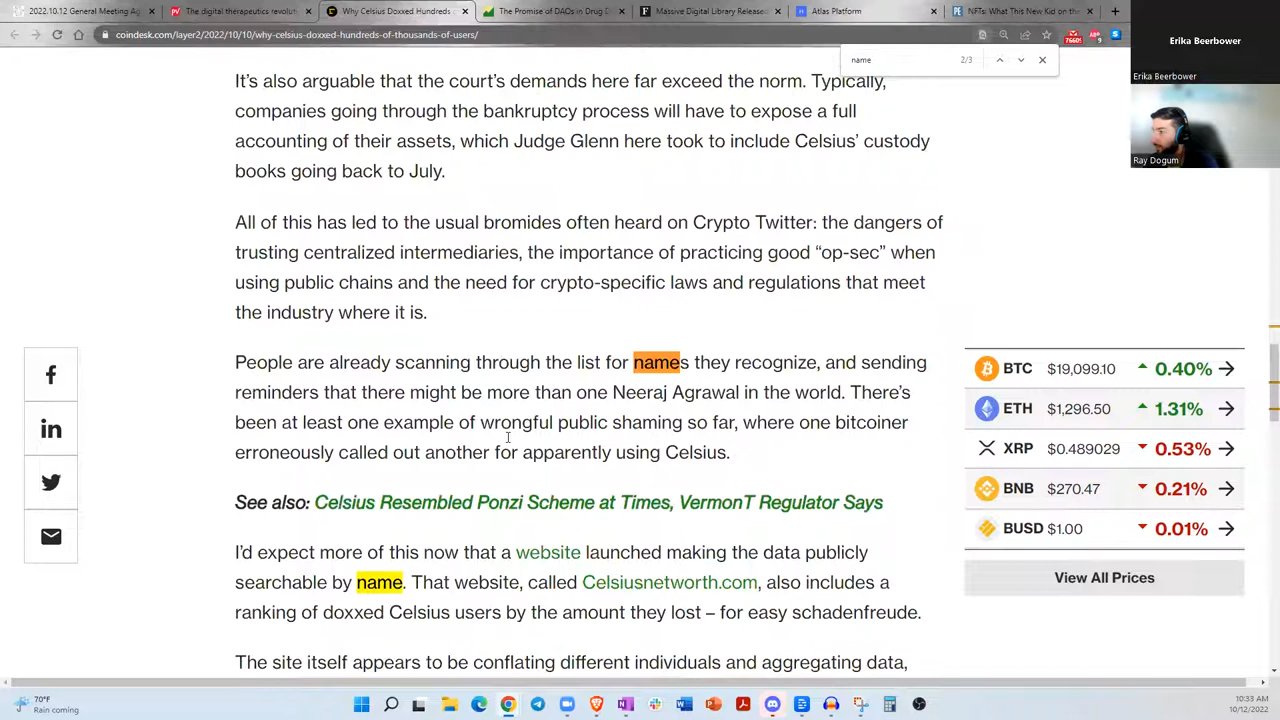 2022.10.12 General Meeting Ag
The digital therapeutics revoluti
Why Celsius Doxxed Hundreds o
The Promise of DAOs in Drug D
Massive Digital Library Released
Atlas Platform
NFTs: What This New Kid on the
coindesk.com/layer2/2022/10/10/why-celsius-doxxed-hundreds-of-thousands-of-users/
name
2/3
Erika Beerbower
Erika Beerbower
Ray Dogum
It's also arguable that the court's demands here far exceed the norm. Typically,
companies going through the bankruptcy process will have to expose a full
accounting of their assets, which Judge Glenn here took to include Celsius' custody
books going back to July.
All of this has led to the usual bromides often heard on Crypto Twitter: the dangers of
trusting centralized intermediaries, the importance of practicing good “op-sec” when
using public chains and the need for crypto-specific laws and regulations that meet
the industry where it is.
People are already scanning through the list for names they recognize, and sending
reminders that there might be more than one Neeraj Agrawal in the world. There's
been at least one example of wrongful public shaming so far, where one bitcoiner
erroneously called out another for apparently using Celsius.
See also: Celsius Resembled Ponzi Scheme at Times, VermonT Regulator Says
I'd expect more of this now that a website launched making the data publicly
searchable by name. That website, called Celsiusnetworth.com, also includes a
ranking of doxxed Celsius users by the amount they lost – for easy schadenfreude.
The site itself appears to be conflating different individuals and aggregating data,
BTC $19,099.10 0.40%
ETH $1,296.50 1.31%
XRP $0.489029 0.53%
BNB $270.47 0.21%
BUSD $1.00 0.01%
View All Prices
70°F
Rain coming
10:33 AM
10/12/2022